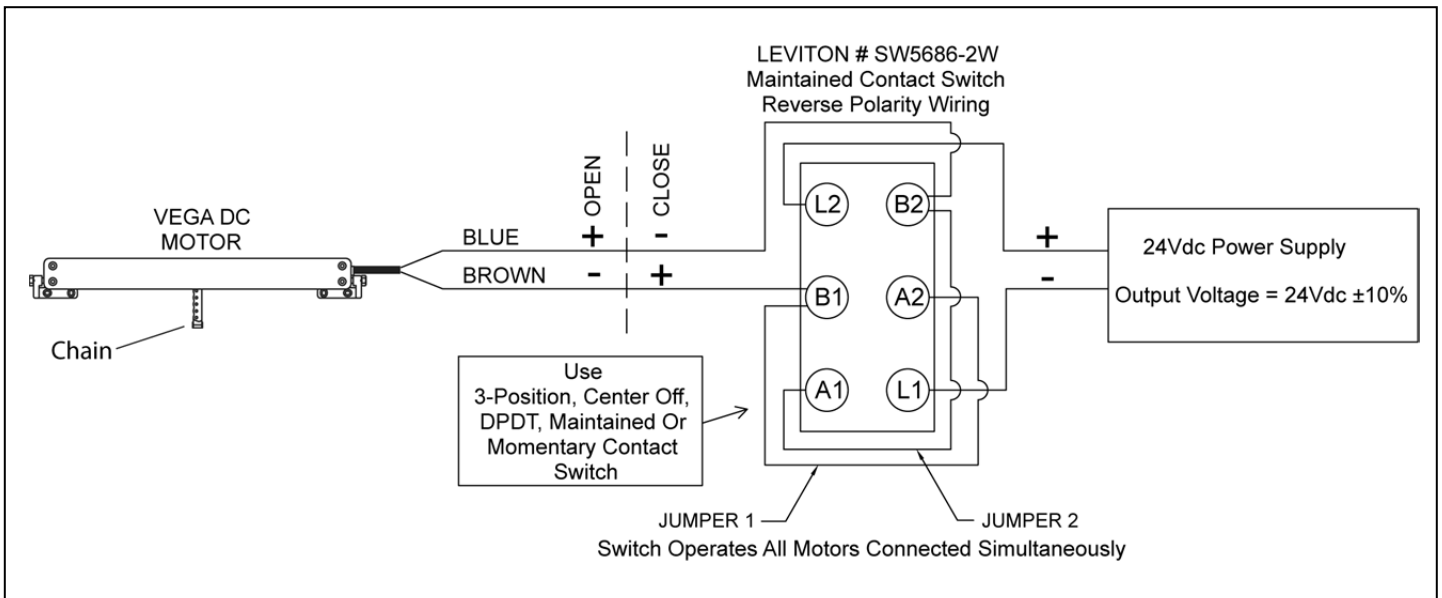 LEVITON # SW5686-2W
Maintained Contact Switch
Reverse Polarity Wiring
VEGA DC
MOTOR
Chain
BLUE
BROWN
OPEN
CLOSE
+
-
-
+
L2
B2
B1
A2
A1
L1
+
-
24Vdc Power Supply
Output Voltage = 24Vdc ±10%
Use
3-Position, Center Off,
DPDT, Maintained Or
Momentary Contact
Switch
JUMPER 1
JUMPER 2
Switch Operates All Motors Connected Simultaneously